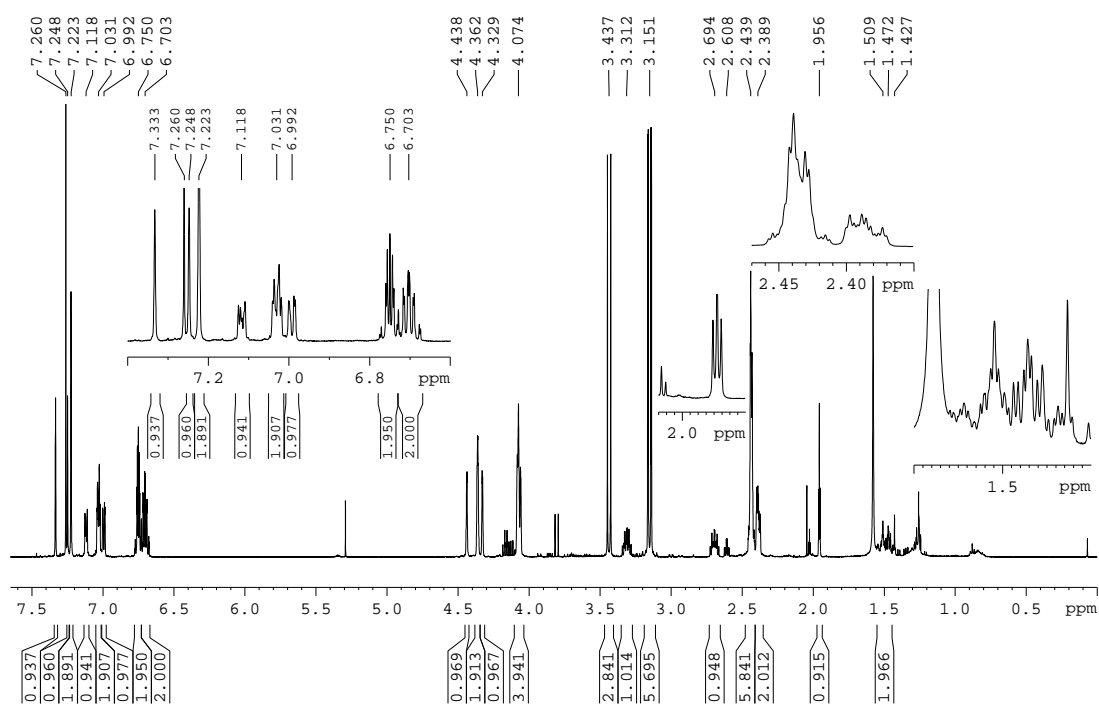 7.260 7.248 7.223 7.118 7.031 6.992 6.750 6.703 4.438 4.362 4.329 4.074 3.437 3.312 3.151 2.694 2.608 2.439 2.389 1.956 1.509 1.472 1.427
7.333 7.260 7.248 7.223 7.118 7.031 6.992 6.750 6.703
2.45 2.40 ppm
7.2 7.0 6.8 ppm
0.937 0.960 1.891 0.941 1.907 0.977 1.950 2.000
2.0 ppm
1.5 ppm
7.5 7.0 6.5 6.0 5.5 5.0 4.5 4.0 3.5 3.0 2.5 2.0 1.5 1.0 0.5 ppm
0.937 0.960 1.891 0.941 1.907 0.977 1.950 2.000 0.969 1.913 0.967 3.941 2.841 1.014 5.695 0.948 5.841 2.012 0.915 1.966